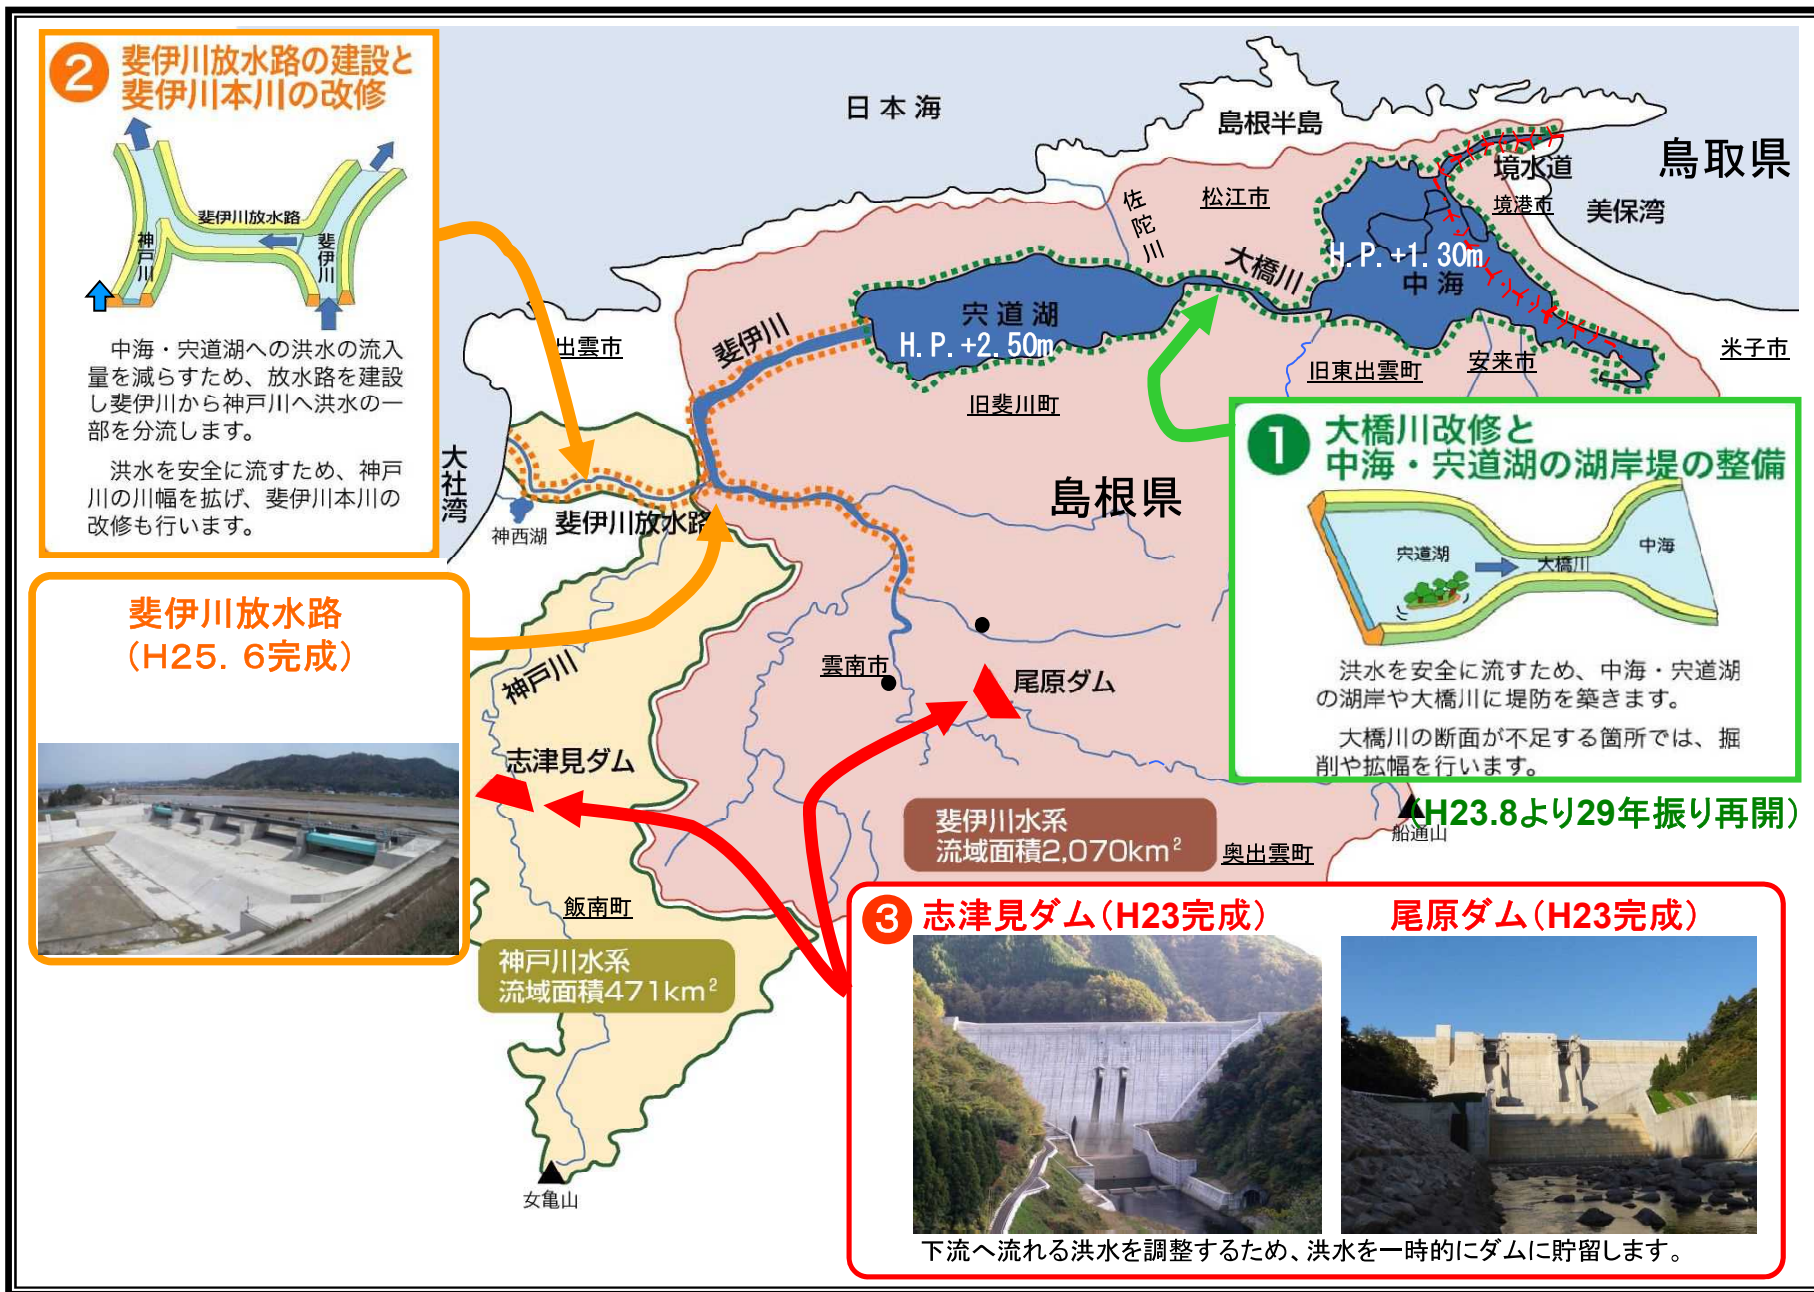 2 斐伊川放水路の建設と
斐伊川本川の改修
斐伊川放水路
神戸川
斐伊川
中海・宍道湖への洪水の流入
量を減らすため、放水路を建設
し斐伊川から神戸川へ洪水の一
部を分流します。
洪水を安全に流すため、神戸
川の川幅を拡げ、斐伊川本川の
改修も行います。
斐伊川放水路
（H25．6完成）
日本海
島根半島
鳥取県
境水道
境港市
美保湾
松江市
佐陀川
大橋川
H.P.+1.30m
中海
宍道湖
H.P.+2.50m
斐伊川
出雲市
米子市
安来市
旧東出雲町
旧斐川町
大社湾
神西湖
斐伊川放水路
島根県
1 大橋川改修と
中海・宍道湖の湖岸堤の整備
宍道湖
大橋川
中海
洪水を安全に流すため、中海・宍道湖
の湖岸や大橋川に堤防を築きます。
大橋川の断面が不足する箇所では、掘
削や拡幅を行います。
（H23.8より29年振り再開）
船通山
神戸川
雲南市
尾原ダム
志津見ダム
斐伊川水系
流域面積2,070km²
奥出雲町
飯南町
神戸川水系
流域面積471km²
女亀山
3 志津見ダム（H23完成）
尾原ダム（H23完成）
下流へ流れる洪水を調整するため、洪水を一時的にダムに貯留します。